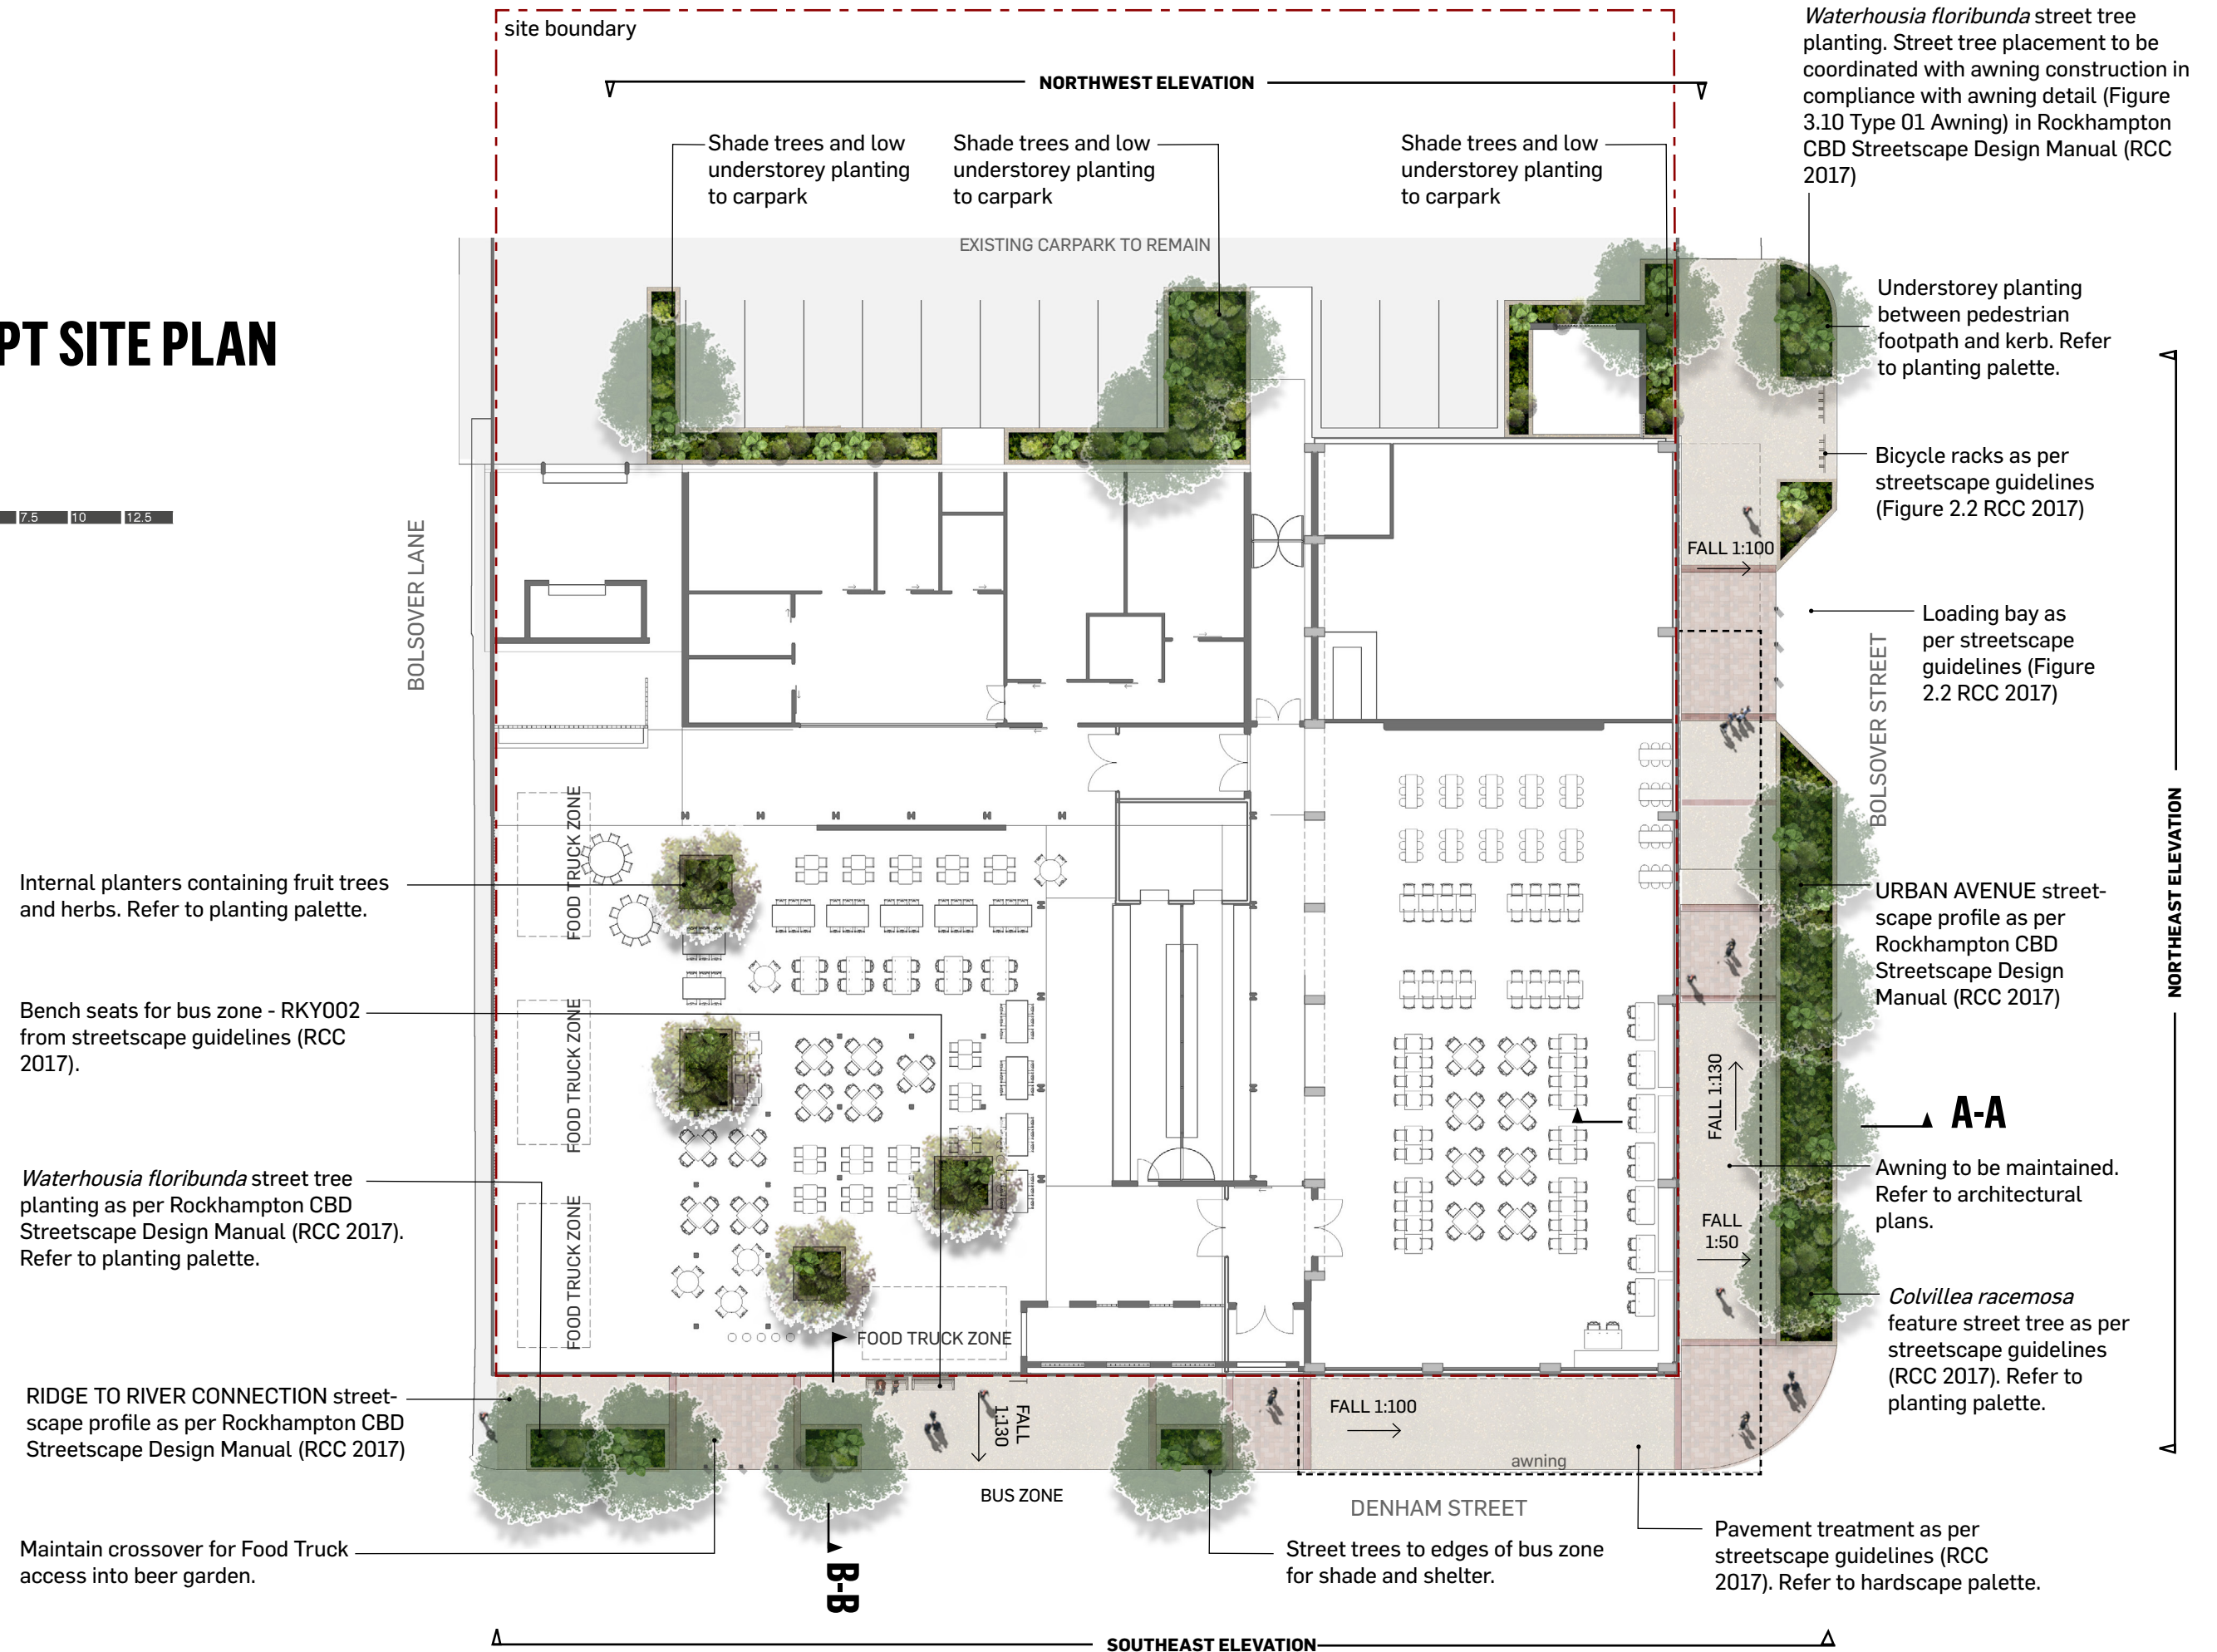 site boundary
NORTHWEST ELEVATION
Waterhousia floribunda street tree
planting. Street tree placement to be
coordinated with awning construction in
compliance with awning detail (Figure
3.10 Type 01 Awning) in Rockhampton
CBD Streetscape Design Manual (RCC
2017)
Shade trees and low
understorey planting
to carpark
Shade trees and low
understorey planting
to carpark
Shade trees and low
understorey planting
to carpark
EXISTING CARPARK TO REMAIN
PT SITE PLAN
7.5 10 12.5
Understorey planting
between pedestrian
footpath and kerb. Refer
to planting palette.
Bicycle racks as per
streetscape guidelines
(Figure 2.2 RCC 2017)
FALL 1:100
Loading bay as
per streetscape
guidelines (Figure
2.2 RCC 2017)
BOLSOVER LANE
BOLSOVER STREET
NORTHEAST ELEVATION
FOOD TRUCK ZONE
FOOD TRUCK ZONE
FOOD TRUCK ZONE
FOOD TRUCK ZONE
Internal planters containing fruit trees
and herbs. Refer to planting palette.
Bench seats for bus zone - RKY002
from streetscape guidelines (RCC
2017).
Waterhousia floribunda street tree
planting as per Rockhampton CBD
Streetscape Design Manual (RCC 2017).
Refer to planting palette.
RIDGE TO RIVER CONNECTION street-
scape profile as per Rockhampton CBD
Streetscape Design Manual (RCC 2017)
Maintain crossover for Food Truck
access into beer garden.
URBAN AVENUE street-
scape profile as per
Rockhampton CBD
Streetscape Design
Manual (RCC 2017)
FALL 1:130
A-A
Awning to be maintained.
Refer to architectural
plans.
FALL
1:50
Colvillea racemosa
feature street tree as per
streetscape guidelines
(RCC 2017). Refer to
planting palette.
FALL
1:130
FALL 1:100
awning
BUS ZONE
DENHAM STREET
B-B
Street trees to edges of bus zone
for shade and shelter.
Pavement treatment as per
streetscape guidelines (RCC
2017). Refer to hardscape palette.
SOUTHEAST ELEVATION